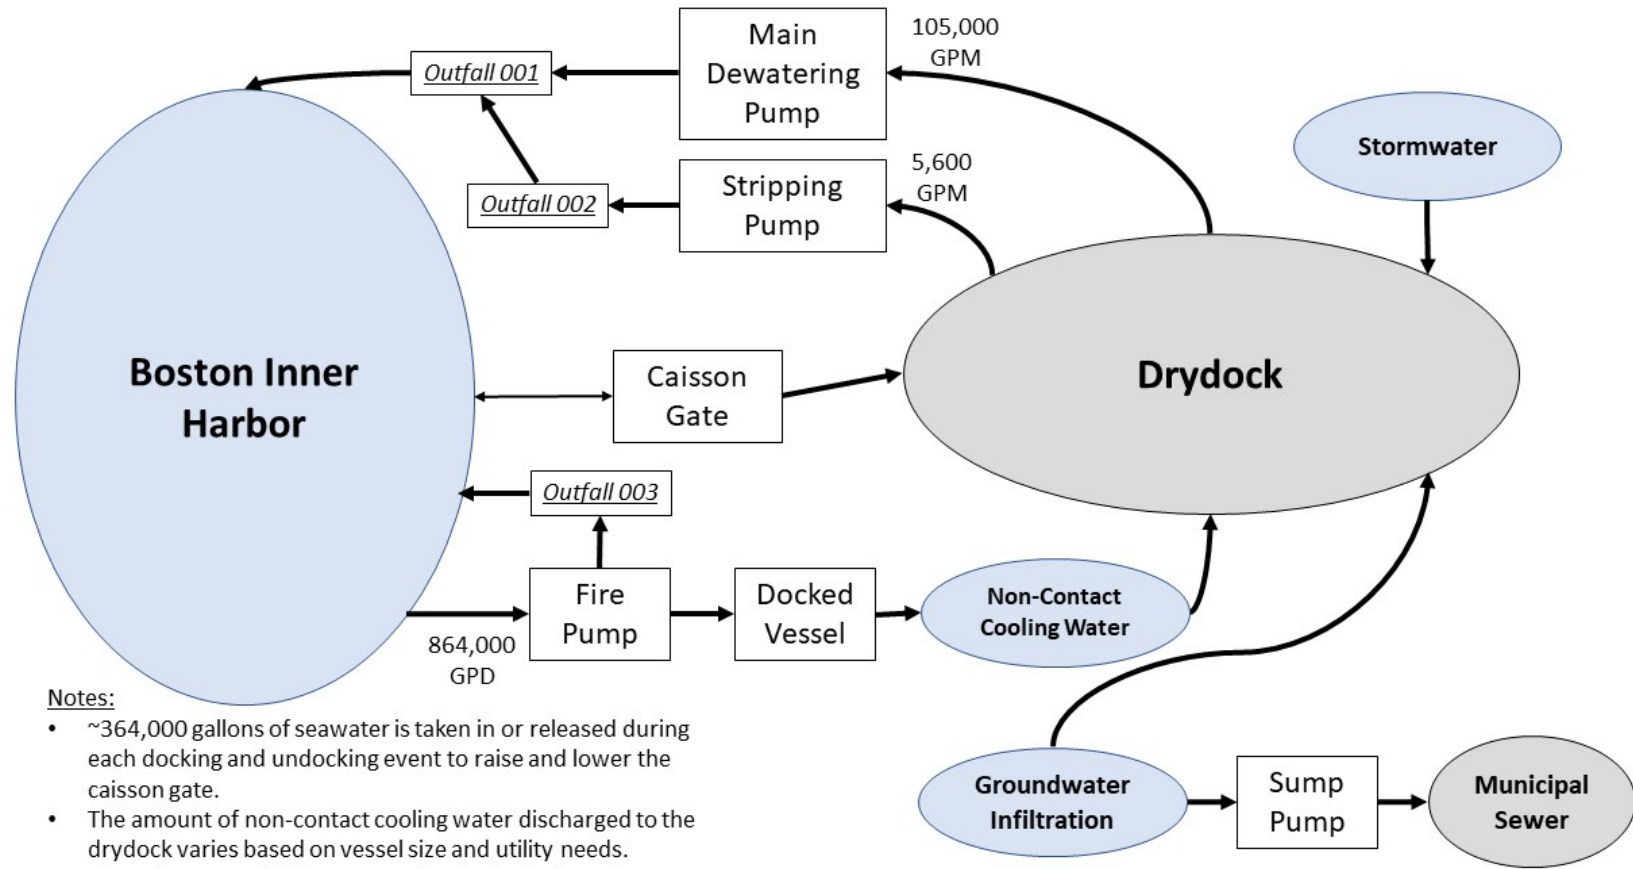 Main
Dewatering
Pump
105,000
GPM
Outfall 001
Stormwater
Stripping
Pump
5,600
GPM
Outfall 002
Boston Inner
Harbor
Caisson
Gate
Drydock
Outfall 003
Fire
Pump
864,000
GPD
Docked
Vessel
Non-Contact
Cooling Water
Groundwater
Infiltration
Sump
Pump
Municipal
Sewer
Notes:
• ~364,000 gallons of seawater is taken in or released during
each docking and undocking event to raise and lower the
caisson gate.
• The amount of non-contact cooling water discharged to the
drydock varies based on vessel size and utility needs.